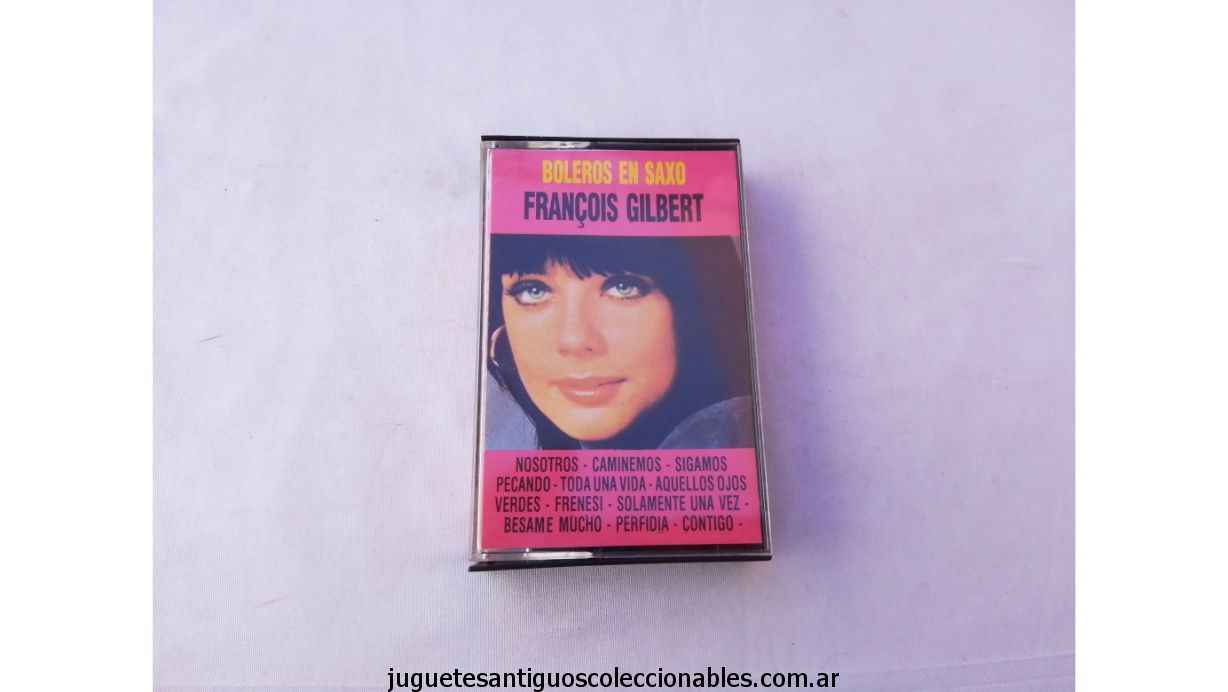 BOLEROS EN SAXO
FRANÇOIS GILBERT
NOSOTROS - CAMINEMOS - SIGAMOS
PECANDO - TODA UNA VIDA - AQUELLOS OJOS
VERDES - FRENESI - SOLAMENTE UNA VEZ -
BESAME MUCHO - PERFIDIA - CONTIGO -
juguetesantiguoscoleccionables.com.ar